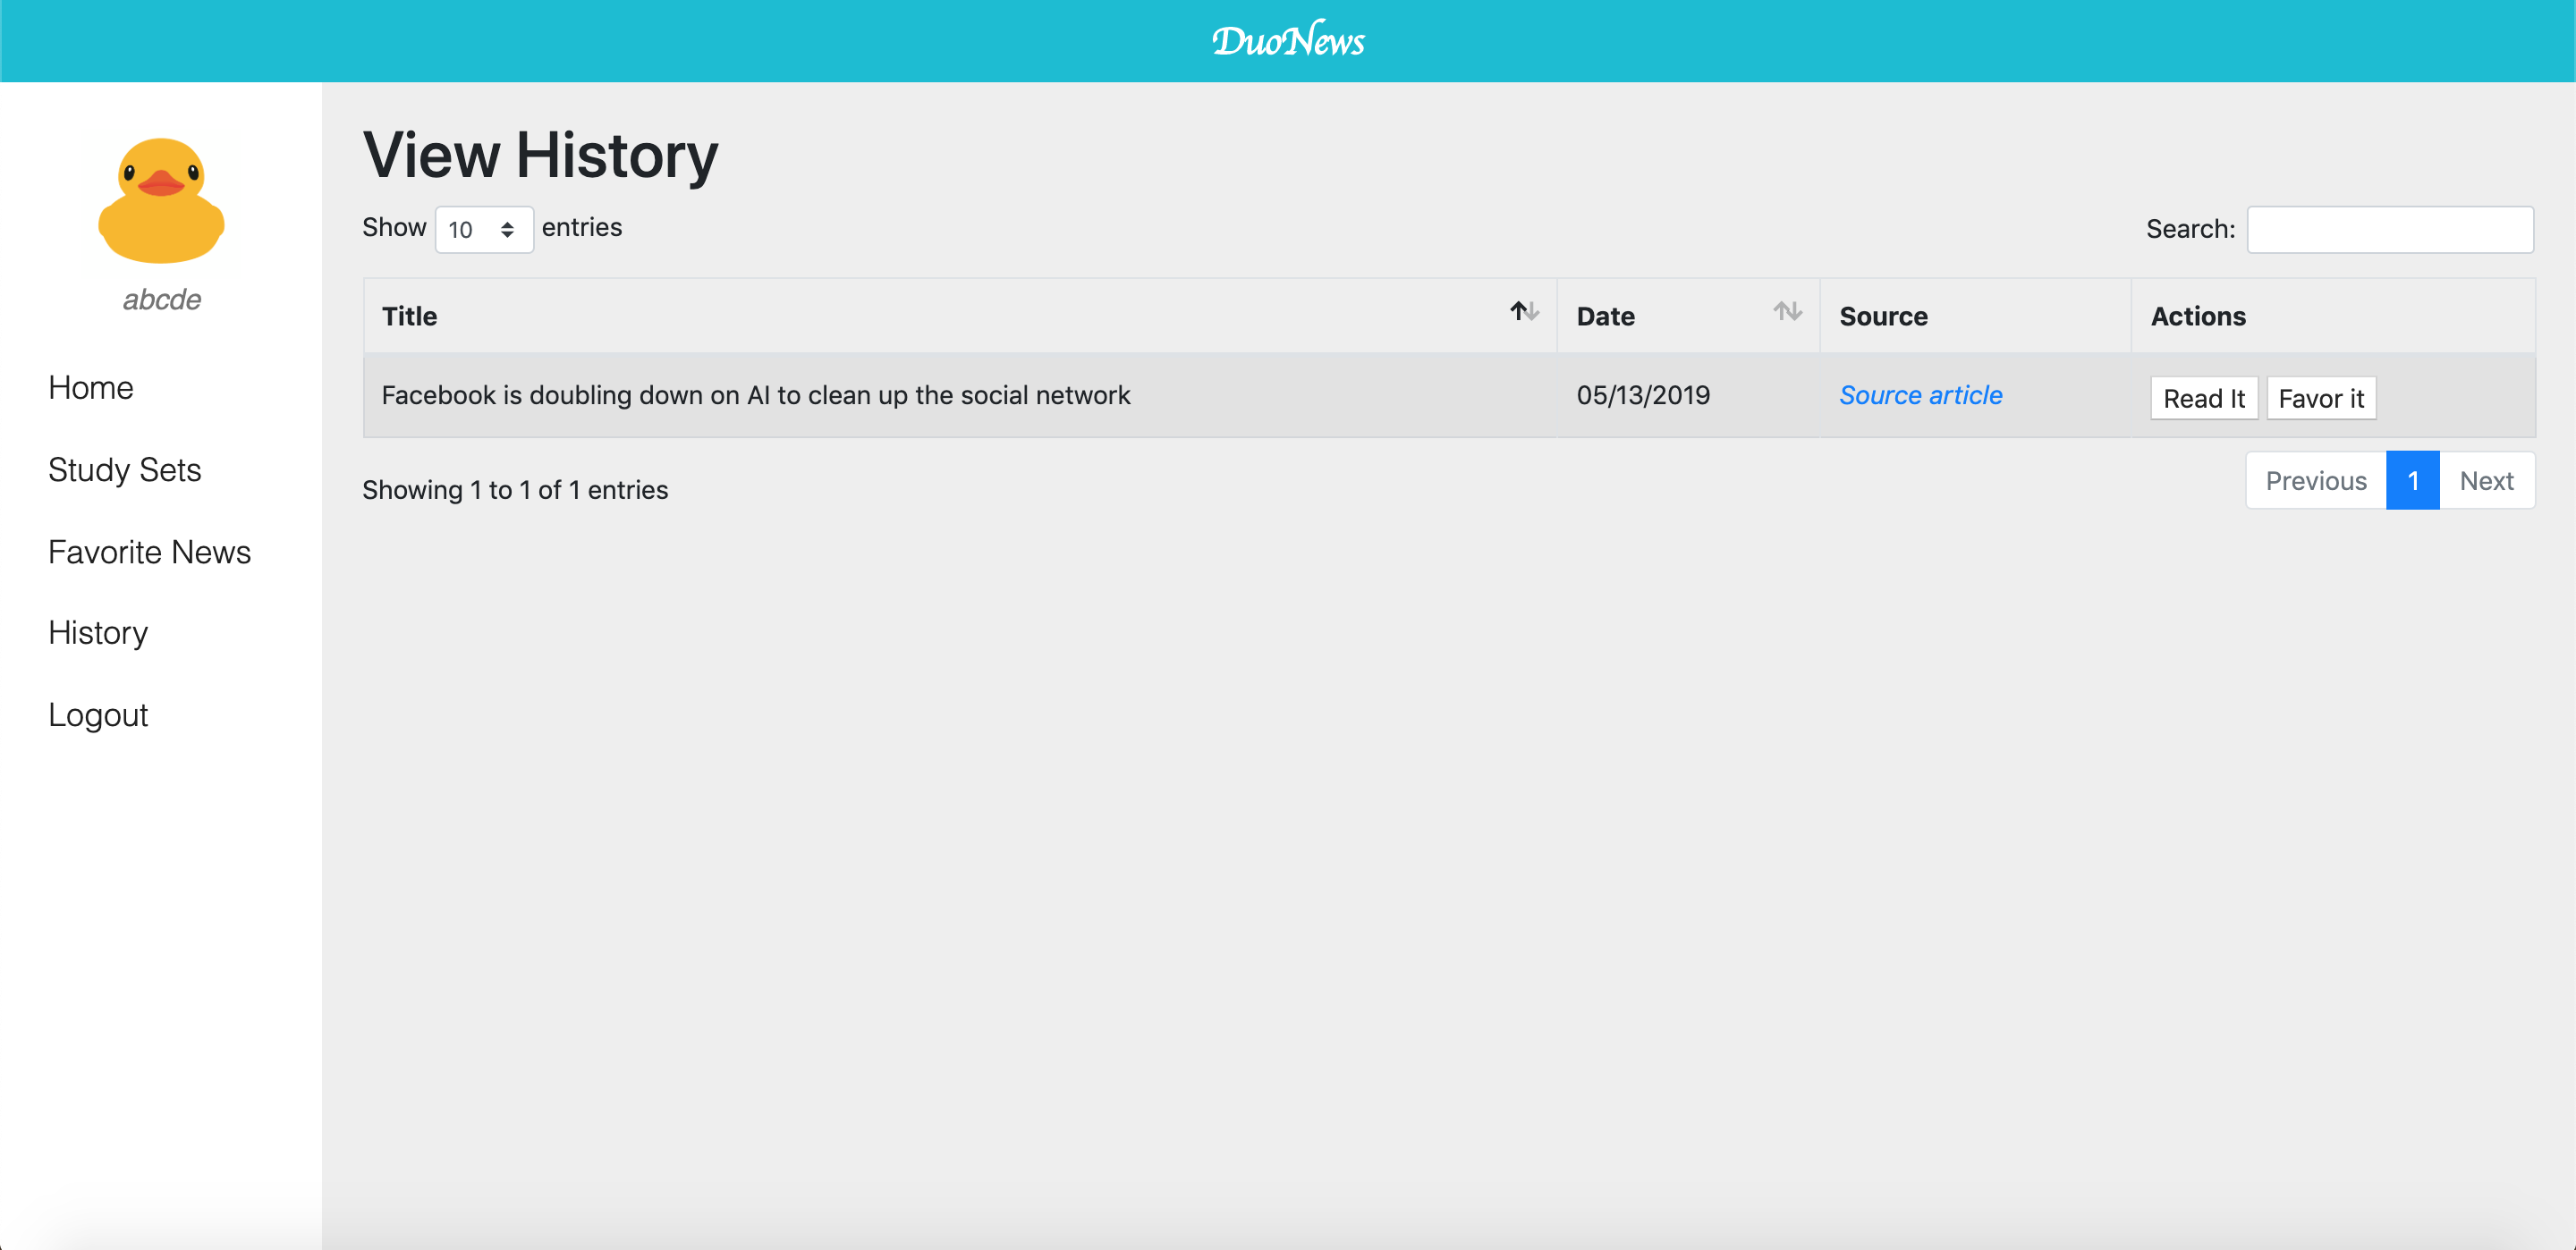 DuoNews
abcde
Home
Study Sets
Favorite News
History
Logout
View History
Show 10 entries
Search:
Title Date Source Actions
Facebook is doubling down on AI to clean up the social network 05/13/2019 Source article Read It Favor it
Showing 1 to 1 of 1 entries
Previous 1 Next